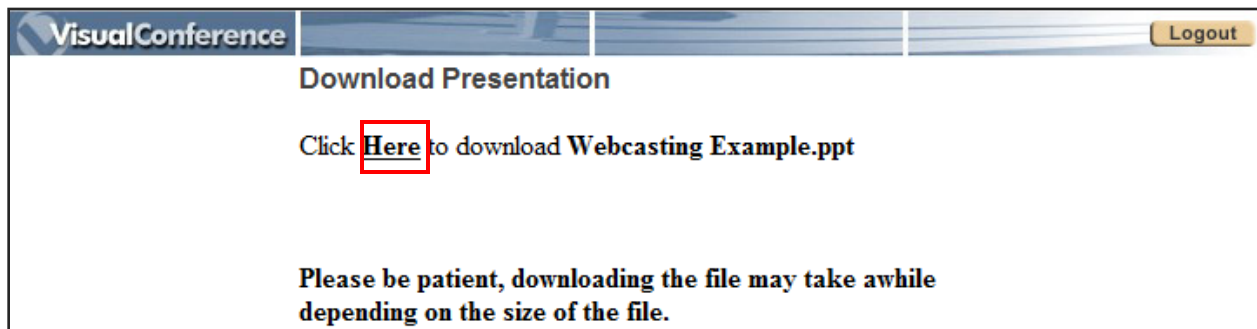 VisualConference
Logout
Download Presentation
Click Here to download Webcasting Example.ppt
Please be patient, downloading the file may take awhile
depending on the size of the file.